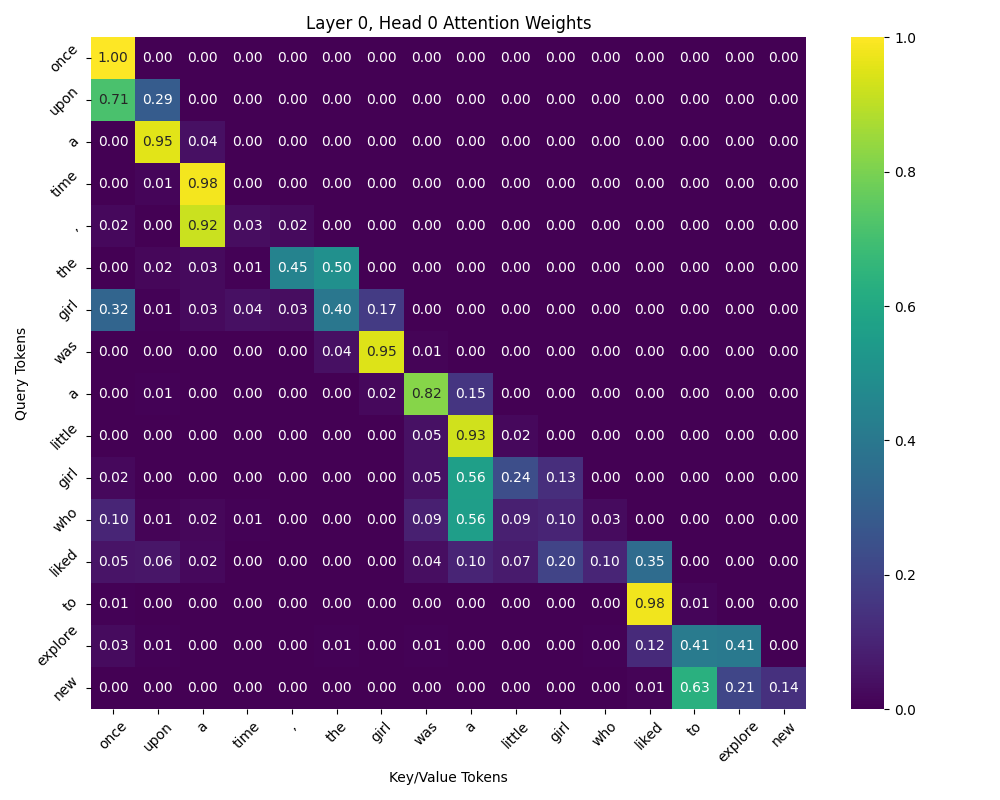 Layer 0, Head 0 Attention Weights
once 1.00 0.00 0.00 0.00 0.00 0.00 0.00 0.00 0.00 0.00 0.00 0.00 0.00 0.00 0.00 0.00
upon 0.71 0.29 0.00 0.00 0.00 0.00 0.00 0.00 0.00 0.00 0.00 0.00 0.00 0.00 0.00 0.00
a 0.00 0.95 0.04 0.00 0.00 0.00 0.00 0.00 0.00 0.00 0.00 0.00 0.00 0.00 0.00 0.00
time 0.00 0.01 0.98 0.00 0.00 0.00 0.00 0.00 0.00 0.00 0.00 0.00 0.00 0.00 0.00 0.00
, 0.02 0.00 0.92 0.03 0.02 0.00 0.00 0.00 0.00 0.00 0.00 0.00 0.00 0.00 0.00 0.00
the 0.00 0.02 0.03 0.01 0.45 0.50 0.00 0.00 0.00 0.00 0.00 0.00 0.00 0.00 0.00 0.00
girl 0.32 0.01 0.03 0.04 0.03 0.40 0.17 0.00 0.00 0.00 0.00 0.00 0.00 0.00 0.00 0.00
was 0.00 0.00 0.00 0.00 0.00 0.04 0.95 0.01 0.00 0.00 0.00 0.00 0.00 0.00 0.00 0.00
a 0.00 0.01 0.00 0.00 0.00 0.00 0.02 0.82 0.15 0.00 0.00 0.00 0.00 0.00 0.00 0.00
little 0.00 0.00 0.00 0.00 0.00 0.00 0.00 0.05 0.93 0.02 0.00 0.00 0.00 0.00 0.00 0.00
girl 0.02 0.00 0.00 0.00 0.00 0.00 0.00 0.05 0.56 0.24 0.13 0.00 0.00 0.00 0.00 0.00
who 0.10 0.01 0.02 0.01 0.00 0.00 0.00 0.09 0.56 0.09 0.10 0.03 0.00 0.00 0.00 0.00
liked 0.05 0.06 0.02 0.00 0.00 0.00 0.00 0.04 0.10 0.07 0.20 0.10 0.35 0.00 0.00 0.00
to 0.01 0.00 0.00 0.00 0.00 0.00 0.00 0.00 0.00 0.00 0.00 0.00 0.98 0.01 0.00 0.00
explore 0.03 0.01 0.00 0.00 0.00 0.01 0.00 0.01 0.00 0.00 0.00 0.00 0.12 0.41 0.41 0.00
new 0.00 0.00 0.00 0.00 0.00 0.00 0.00 0.00 0.00 0.00 0.00 0.00 0.01 0.63 0.21 0.14
once upon a time , the girl was a little girl who liked to explore new
Key/Value Tokens
Query Tokens
1.0
0.8
0.6
0.4
0.2
0.0